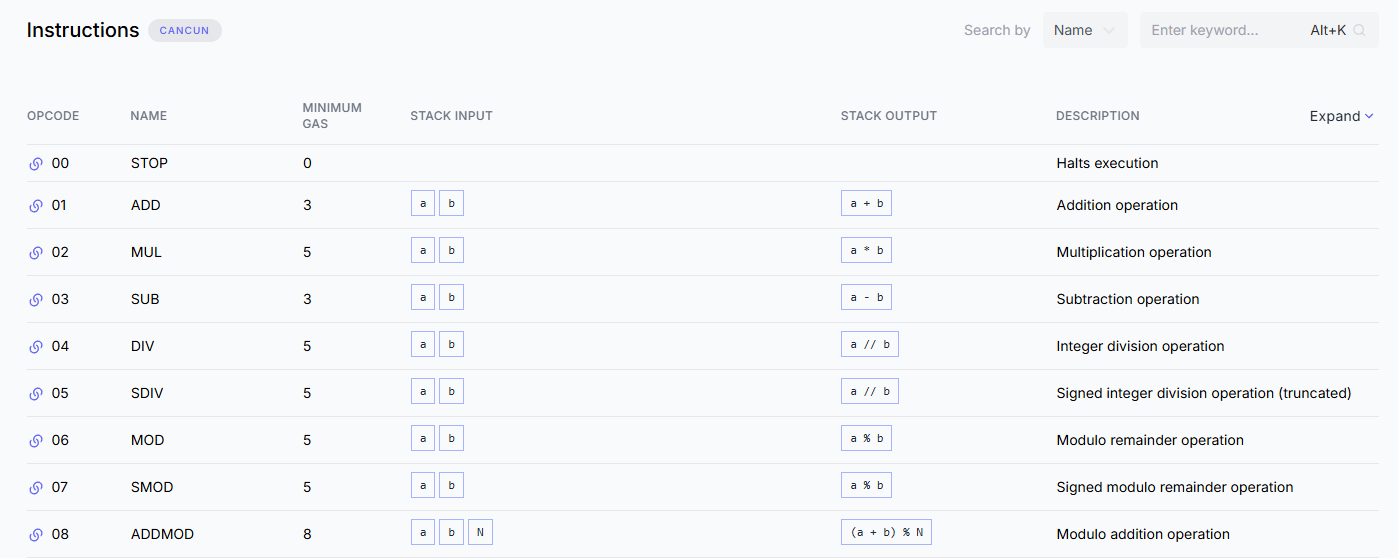 Instructions CANCUN Search by Name Enter keyword... Alt+K
OPCODE NAME MINIMUM GAS STACK INPUT STACK OUTPUT DESCRIPTION Expand
00 STOP 0 Halts execution
01 ADD 3 a b a + b Addition operation
02 MUL 5 a b a * b Multiplication operation
03 SUB 3 a b a - b Subtraction operation
04 DIV 5 a b a // b Integer division operation
05 SDIV 5 a b a // b Signed integer division operation (truncated)
06 MOD 5 a b a % b Modulo remainder operation
07 SMOD 5 a b a % b Signed modulo remainder operation
08 ADDMOD 8 a b N (a + b) % N Modulo addition operation